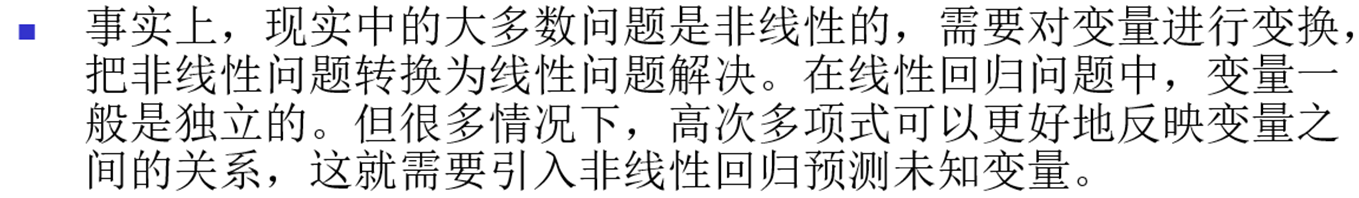 事实上，现实中的大多数问题是非线性的，需要对变量进行变换，
把非线性问题转换为线性问题解决。在线性回归问题中，变量一
般是独立的。但很多情况下，高次多项式可以更好地反映变量之
间的关系，这就需要引入非线性回归预测未知变量。